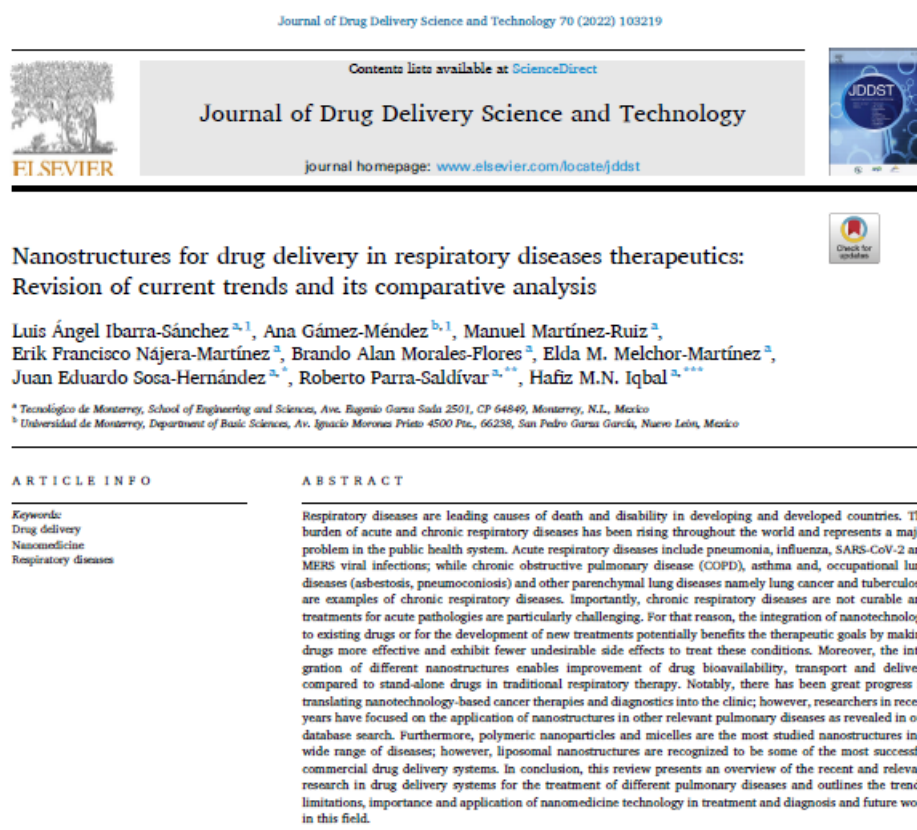 Journal of Drug Delivery Science and Technology 70 (2022) 103219
Contents lists available at ScienceDirect
Journal of Drug Delivery Science and Technology
journal homepage: www.elsevier.com/locate/jddst
ELSEVIER
JDDST
Check for
updates
Nanostructures for drug delivery in respiratory diseases therapeutics:
Revision of current trends and its comparative analysis
Luis Ángel Ibarra-Sánchez a, 1, Ana Gámez-Méndez b, 1, Manuel Martínez-Ruiz a,
Erik Francisco Nájera-Martínez a, Brando Alan Morales-Flores a, Elda M. Melchor-Martínez a,
Juan Eduardo Sosa-Hernández a, *, Roberto Parra-Saldívar a, **, Hafiz M.N. Iqbal a, ***
a Tecnológico de Monterrey, School of Engineering and Sciences, Ave. Eugenio Garza Sada 2501, CP 64849, Monterrey, N.L., Mexico
b Universidad de Monterrey, Department of Basic Sciences, Av. Ignacio Morones Prieto 4500 Pte., 66238, San Pedro Garza García, Nuevo León, Mexico
ARTICLE INFO
Keywords:
Drug delivery
Nanomedicine
Respiratory diseases
ABSTRACT
Respiratory diseases are leading causes of death and disability in developing and developed countries. Th
burden of acute and chronic respiratory diseases has been rising throughout the world and represents a maj
problem in the public health system. Acute respiratory diseases include pneumonia, influenza, SARS-CoV-2 an
MERS viral infections; while chronic obstructive pulmonary disease (COPD), asthma and, occupational lun
diseases (asbestosis, pneumoconiosis) and other parenchymal lung diseases namely lung cancer and tuberculos
are examples of chronic respiratory diseases. Importantly, chronic respiratory diseases are not curable an
treatments for acute pathologies are particularly challenging. For that reason, the integration of nanotechnolog
to existing drugs or for the development of new treatments potentially benefits the therapeutic goals by makin
drugs more effective and exhibit fewer undesirable side effects to treat these conditions. Moreover, the int
gration of different nanostructures enables improvement of drug bioavailability, transport and deliver
compared to stand-alone drugs in traditional respiratory therapy. Notably, there has been great progress
translating nanotechnology-based cancer therapies and diagnostics into the clinic; however, researchers in rece
years have focused on the application of nanostructures in other relevant pulmonary diseases as revealed in o
database search. Furthermore, polymeric nanoparticles and micelles are the most studied nanostructures in
wide range of diseases; however, liposomal nanostructures are recognized to be some of the most successf
commercial drug delivery systems. In conclusion, this review presents an overview of the recent and releva
research in drug delivery systems for the treatment of different pulmonary diseases and outlines the trend
limitations, importance and application of nanomedicine technology in treatment and diagnosis and future wo
in this field.